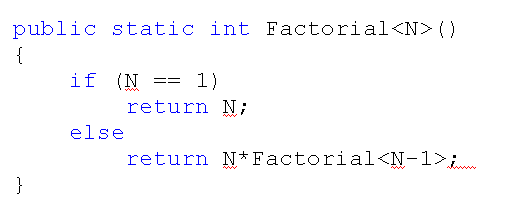 public static int Factorial<N>()
{
    if (N == 1)
        return N;
    else
        return N*Factorial<N-1>;
}